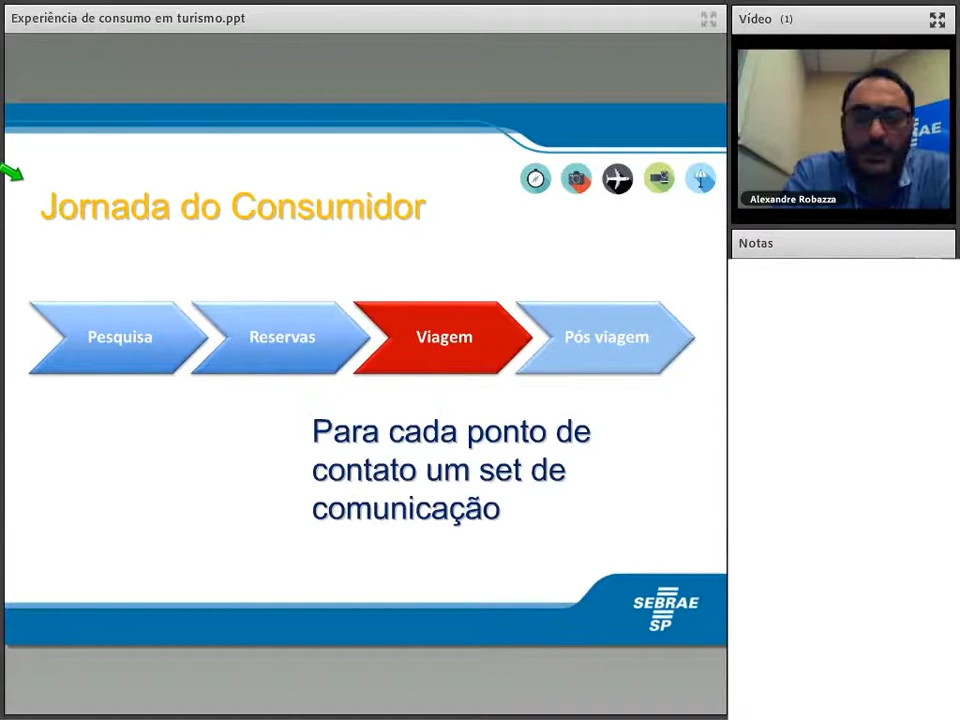 Experiência de consumo em turismo.ppt
Vídeo (1)
EAE
Alexandre Robazza
Notas
Jornada do Consumidor
Pesquisa
Reservas
Viagem
Pós viagem
Para cada ponto de
contato um set de
comunicação
SEBRAE
SP